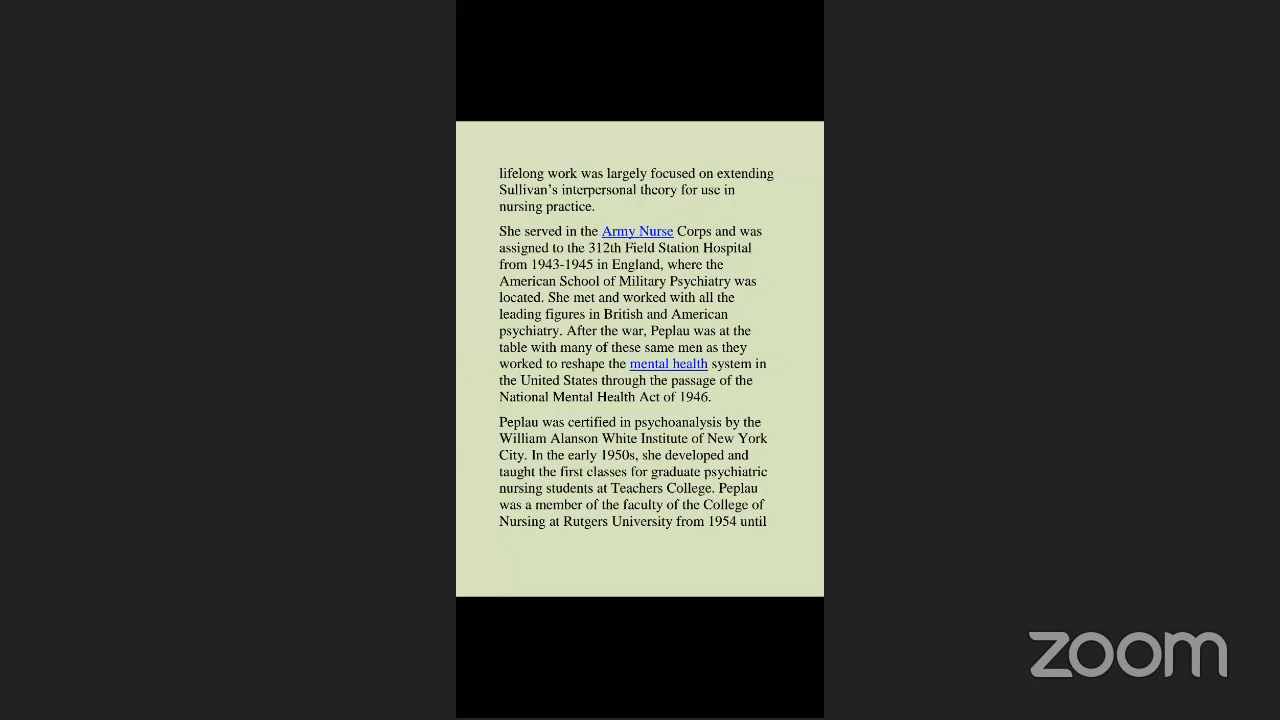 lifelong work was largely focused on extending
Sullivan’s interpersonal theory for use in
nursing practice.
She served in the Army Nurse Corps and was
assigned to the 312th Field Station Hospital
from 1943-1945 in England, where the
American School of Military Psychiatry was
located. She met and worked with all the
leading figures in British and American
psychiatry. After the war, Peplau was at the
table with many of these same men as they
worked to reshape the mental health system in
the United States through the passage of the
National Mental Health Act of 1946.
Peplau was certified in psychoanalysis by the
William Alanson White Institute of New York
City. In the early 1950s, she developed and
taught the first classes for graduate psychiatric
nursing students at Teachers College. Peplau
was a member of the faculty of the College of
Nursing at Rutgers University from 1954 until
zoom